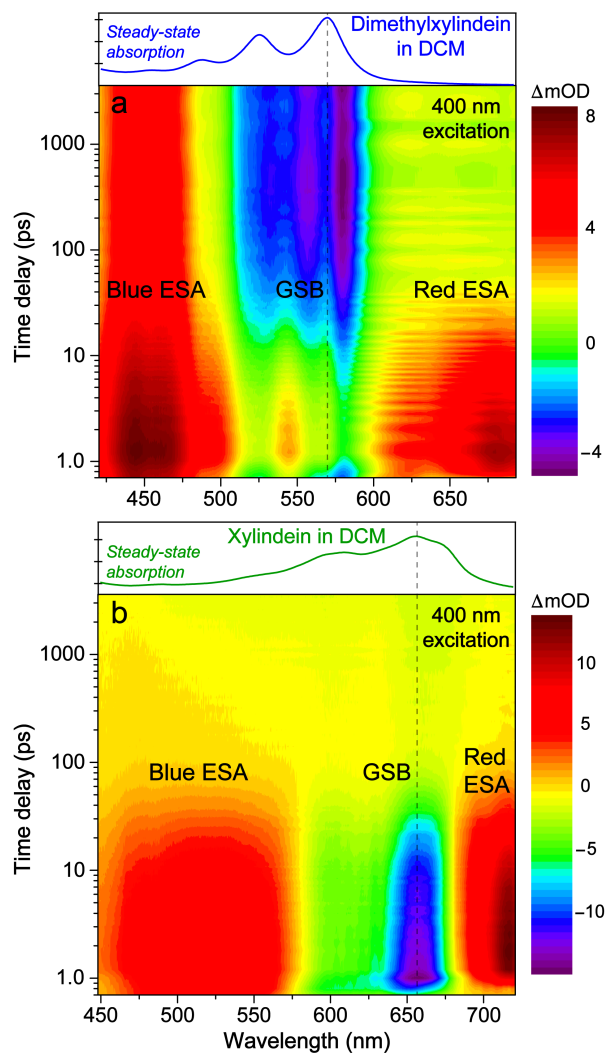 Steady-state
absorption
Dimethylxylindein
in DCM
a
400 nm
excitation
ΔmOD
8
4
0
−4
Time delay (ps)
1000
100
10
1.0
Blue ESA
GSB
Red ESA
450
500
550
600
650
Steady-state
absorption
Xylindein in DCM
b
400 nm
excitation
ΔmOD
10
5
0
−5
−10
Time delay (ps)
1000
100
10
1.0
Blue ESA
GSB
Red
ESA
450
500
550
600
650
700
Wavelength (nm)